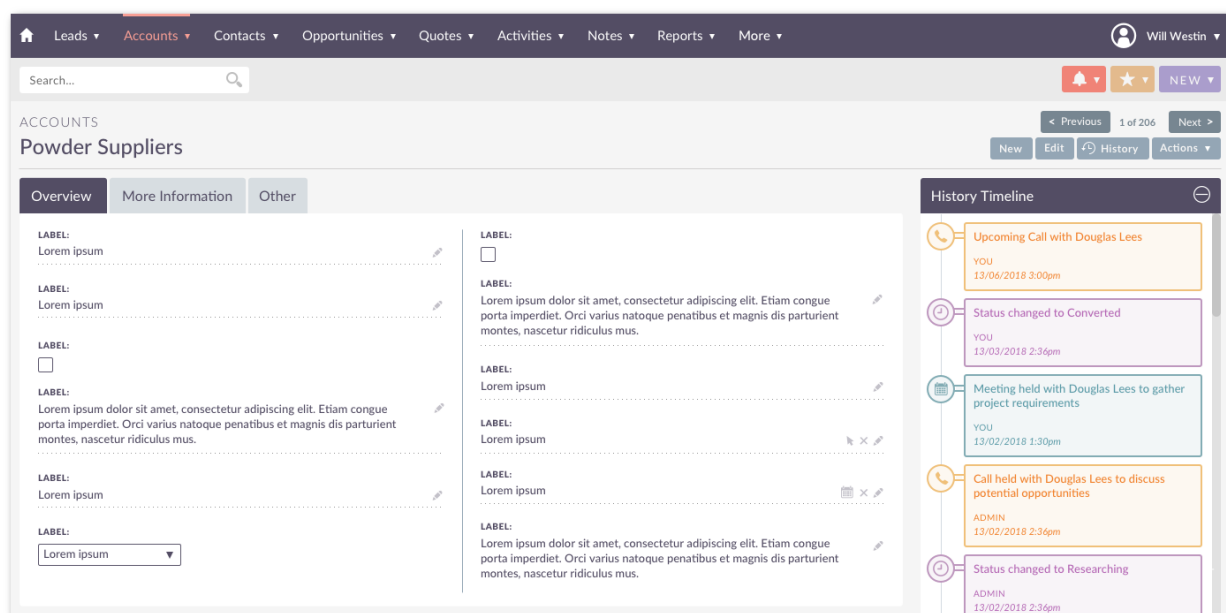 Leads ▾ Accounts ▾ Contacts ▾ Opportunities ▾ Quotes ▾ Activities ▾ Notes ▾ Reports ▾ More ▾ Will Westin ▾
Search...
NEW ▾
ACCOUNTS
Powder Suppliers
< Previous 1 of 206 Next >
New Edit History Actions ▾
Overview More Information Other
LABEL:
Lorem ipsum
LABEL:
Lorem ipsum
LABEL:
LABEL:
Lorem ipsum dolor sit amet, consectetur adipiscing elit. Etiam congue
porta imperdiet. Orci varius natoque penatibus et magnis dis parturient
montes, nascetur ridiculus mus.
LABEL:
Lorem ipsum
LABEL:
Lorem ipsum ▼
LABEL:
LABEL:
Lorem ipsum dolor sit amet, consectetur adipiscing elit. Etiam congue
porta imperdiet. Orci varius natoque penatibus et magnis dis parturient
montes, nascetur ridiculus mus.
LABEL:
Lorem ipsum
LABEL:
Lorem ipsum
LABEL:
Lorem ipsum
LABEL:
Lorem ipsum dolor sit amet, consectetur adipiscing elit. Etiam congue
porta imperdiet. Orci varius natoque penatibus et magnis dis parturient
montes, nascetur ridiculus mus.
History Timeline
Upcoming Call with Douglas Lees
YOU
13/06/2018 3:00pm
Status changed to Converted
YOU
13/03/2018 2:36pm
Meeting held with Douglas Lees to gather
project requirements
YOU
13/02/2018 1:30pm
Call held with Douglas Lees to discuss
potential opportunities
ADMIN
13/02/2018 2:36pm
Status changed to Researching
ADMIN
13/02/2018 2:36pm